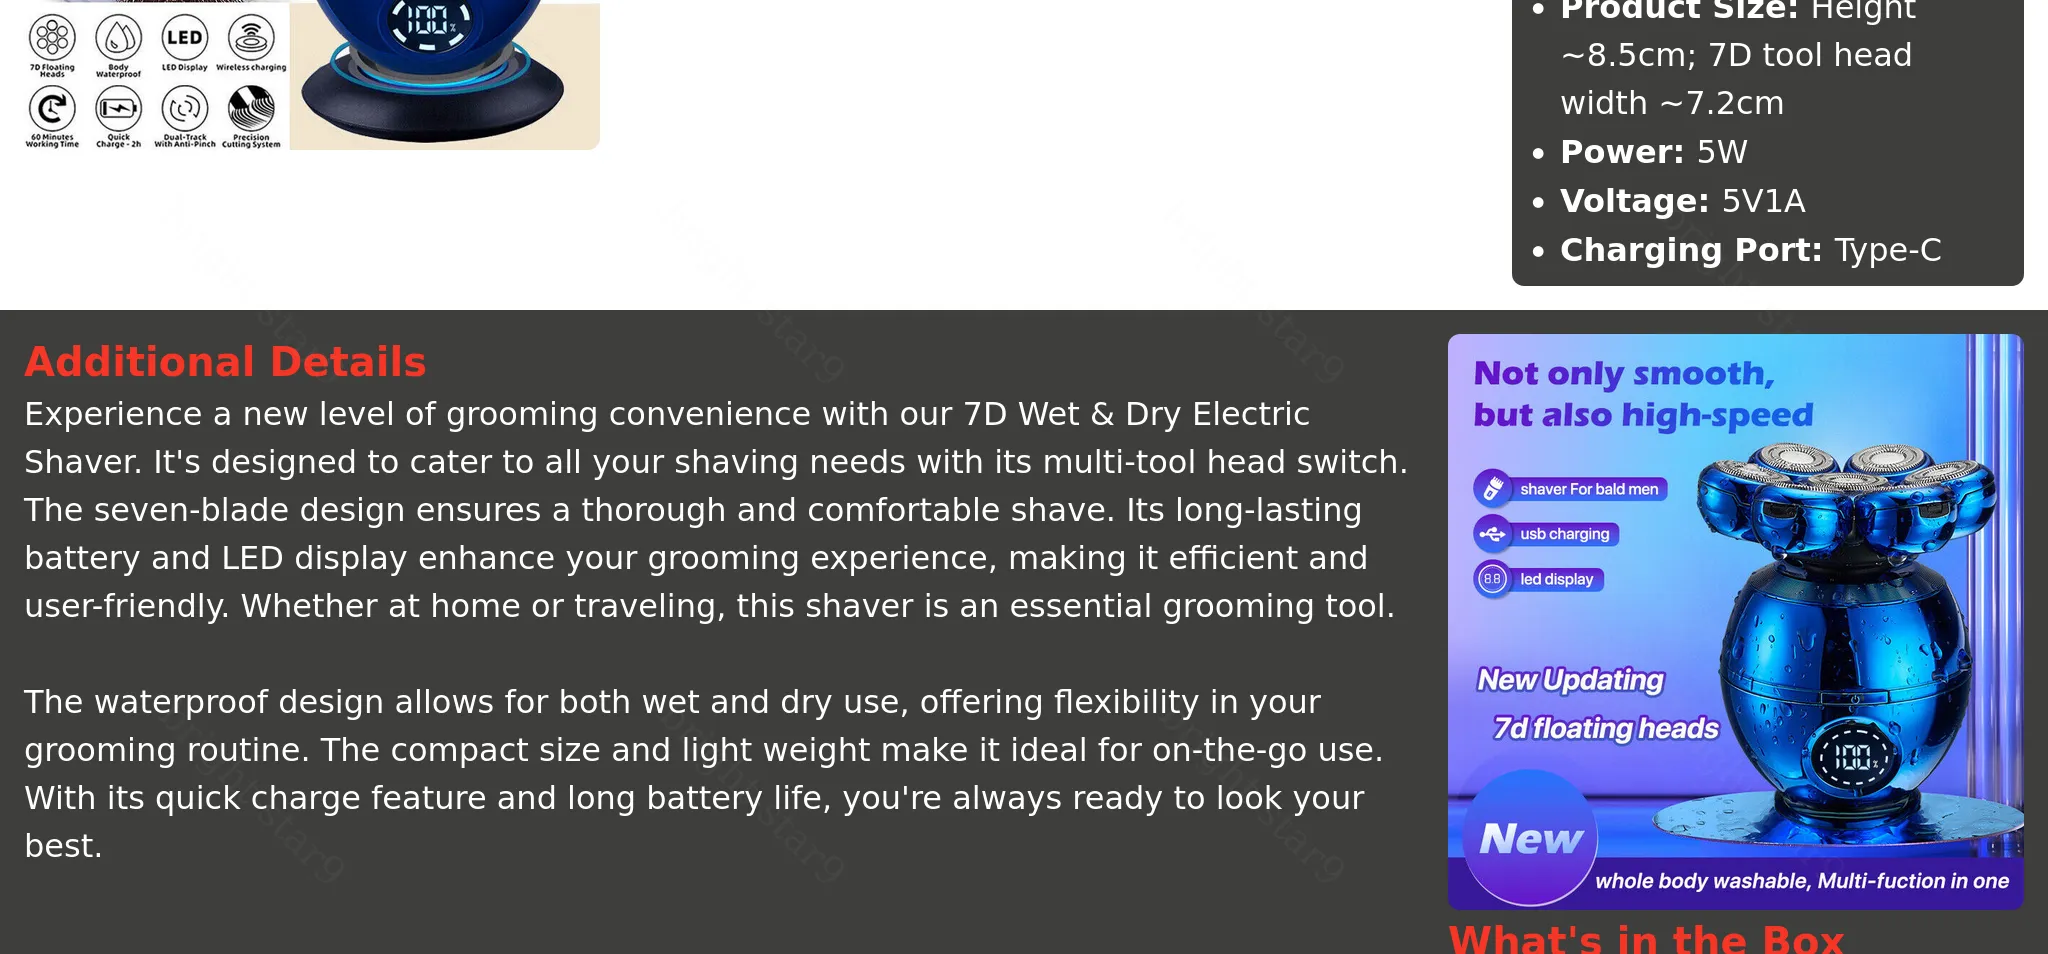 100%
7D Floating
Heads
Body
Waterproof
LED
LED Display
Wireless charging
60 Minutes
Working Time
Quick
Charge - 2h
Dual-Track
With Anti-Pinch
Precision
Cutting System
• Product Size: Height
~8.5cm; 7D tool head
width ~7.2cm
• Power: 5W
• Voltage: 5V1A
• Charging Port: Type-C
Additional Details
Experience a new level of grooming convenience with our 7D Wet & Dry Electric
Shaver. It's designed to cater to all your shaving needs with its multi-tool head switch.
The seven-blade design ensures a thorough and comfortable shave. Its long-lasting
battery and LED display enhance your grooming experience, making it efficient and
user-friendly. Whether at home or traveling, this shaver is an essential grooming tool.
The waterproof design allows for both wet and dry use, offering flexibility in your
grooming routine. The compact size and light weight make it ideal for on-the-go use.
With its quick charge feature and long battery life, you're always ready to look your
best.
Not only smooth,
but also high-speed
shaver For bald men
usb charging
8.8
led display
New Updating
7d floating heads
100%
New
whole body washable, Multi-fuction in one
What's in the Box
brightstar9